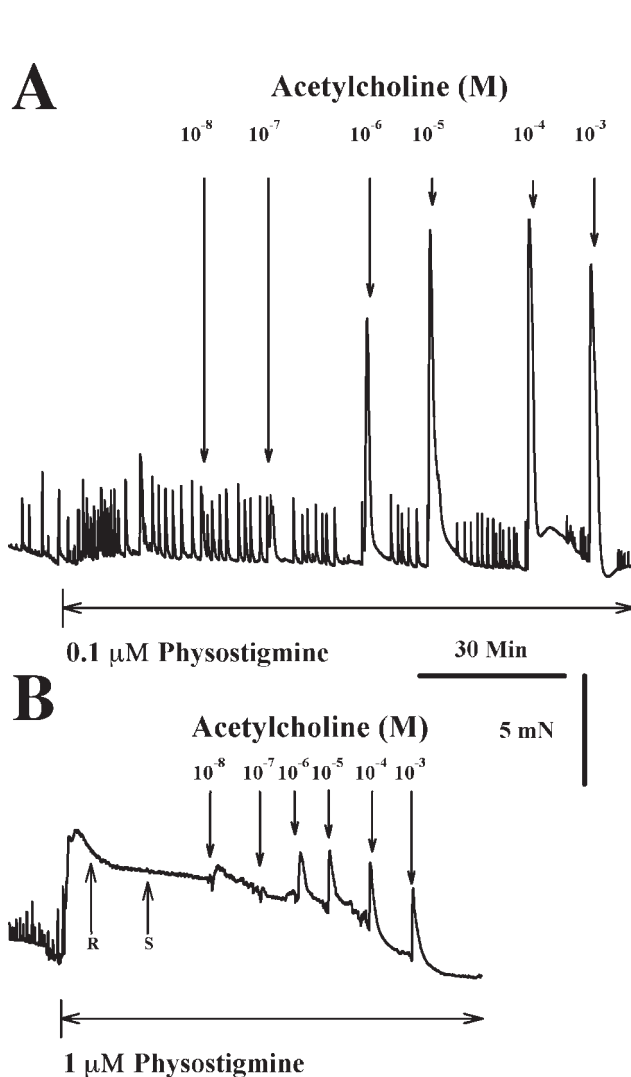 A
Acetylcholine (M)
10⁻⁸ 10⁻⁷ 10⁻⁶ 10⁻⁵ 10⁻⁴ 10⁻³
0.1 μM Physostigmine
30 Min
5 mN
B
Acetylcholine (M)
10⁻⁸ 10⁻⁷ 10⁻⁶ 10⁻⁵ 10⁻⁴ 10⁻³
R S
1 μM Physostigmine